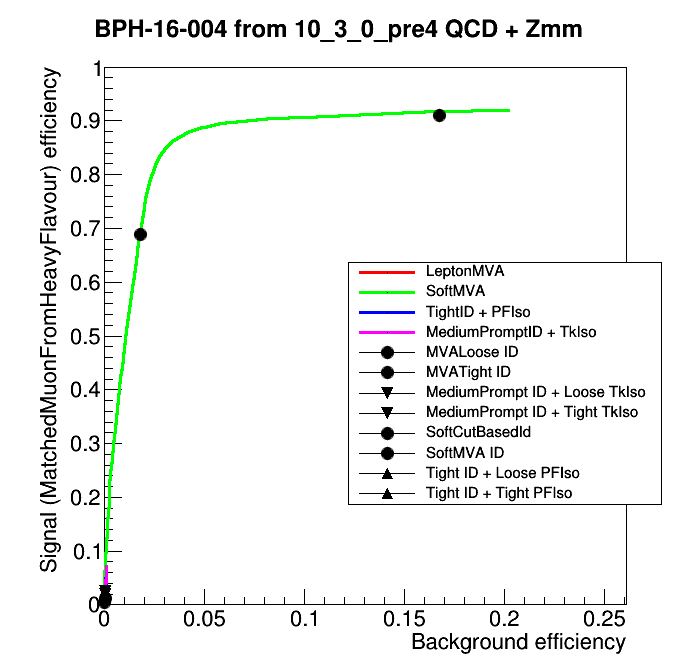 BPH-16-004 from 10_3_0_pre4 QCD + Zmm
Signal (MatchedMuonFromHeavyFlavour) efficiency
1
0.9
0.8
0.7
0.6
0.5
0.4
0.3
0.2
0.1
0
LeptonMVA
SoftMVA
TightID + PFIso
MediumPromptID + TkIso
MVALoose ID
MVATight ID
MediumPrompt ID + Loose TkIso
MediumPrompt ID + Tight TkIso
SoftCutBasedId
SoftMVA ID
Tight ID + Loose PFIso
Tight ID + Tight PFIso
0 0.05 0.1 0.15 0.2 0.25
Background efficiency